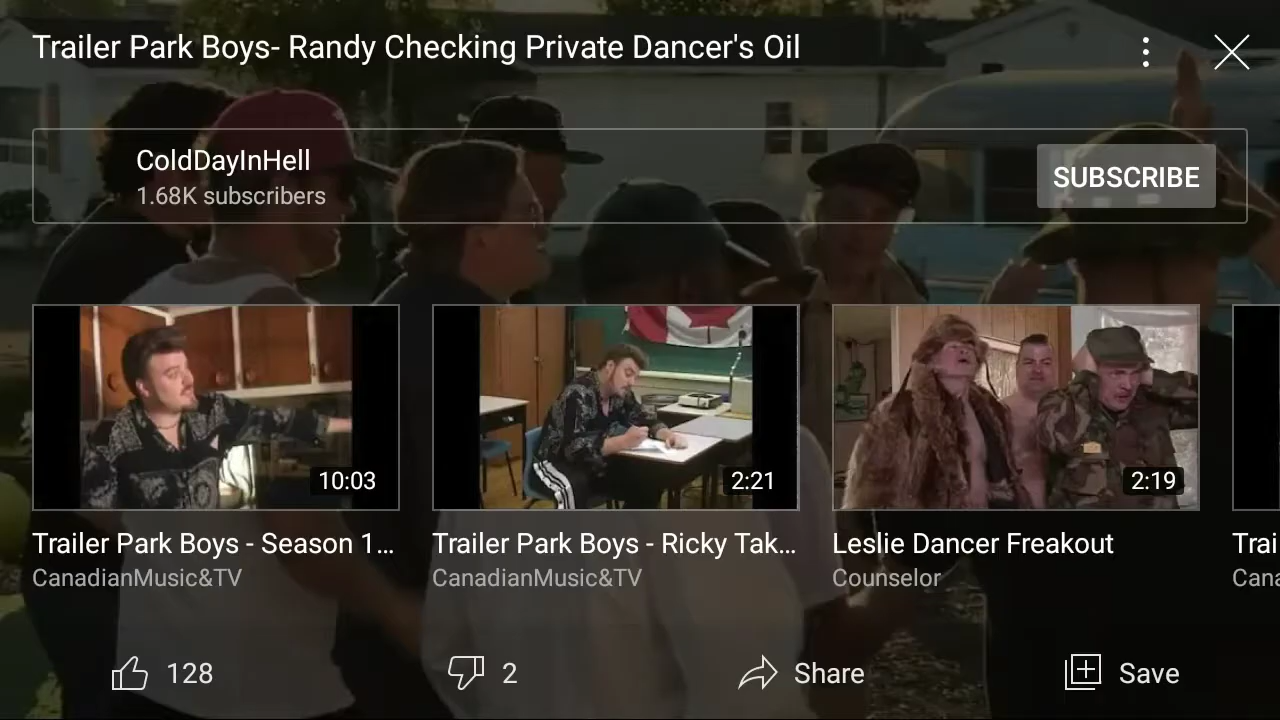 Trailer Park Boys- Randy Checking Private Dancer's Oil
ColdDayInHell
1.68K subscribers
SUBSCRIBE
10:03
2:21
2:19
Trailer Park Boys - Season 1...
Trailer Park Boys - Ricky Tak...
Leslie Dancer Freakout
Trai
CanadianMusic&TV
CanadianMusic&TV
Counselor
Cana
128
2
Share
Save